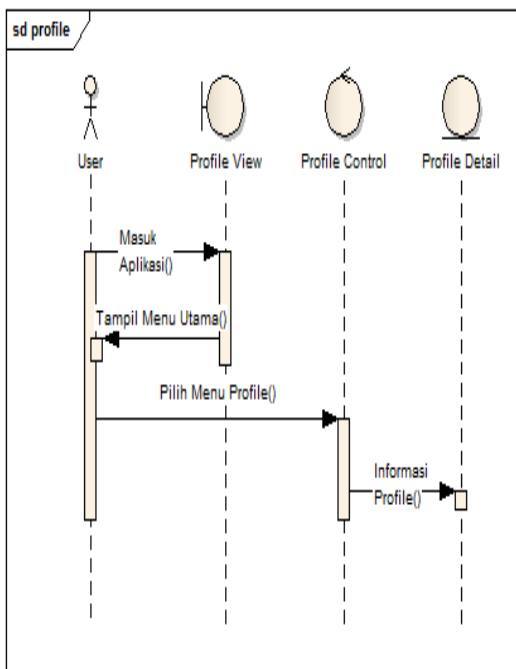 sd profile
User
Profile View
Profile Control
Profile Detail
Masuk
Aplikasi()
Tampil Menu Utama()
Pilih Menu Profile()
Informasi
Profile()